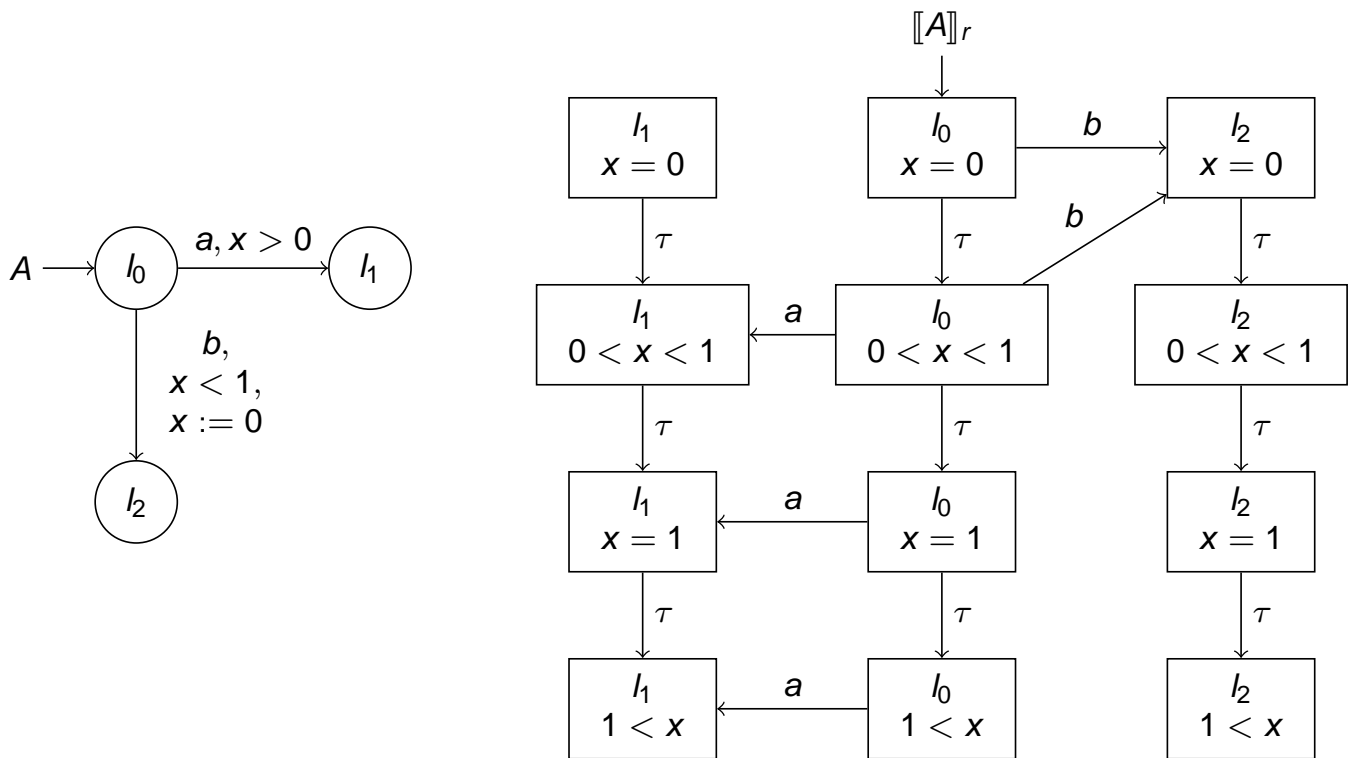 A
l₀
a, x > 0
l₁
b,
x < 1,
x := 0
l₂
⟦A⟧ᵣ
l₁
x = 0
l₀
x = 0
b
l₂
x = 0
τ
τ
b
τ
l₁
0 < x < 1
a
l₀
0 < x < 1
l₂
0 < x < 1
τ
τ
τ
l₁
x = 1
a
l₀
x = 1
l₂
x = 1
τ
τ
τ
l₁
1 < x
a
l₀
1 < x
l₂
1 < x